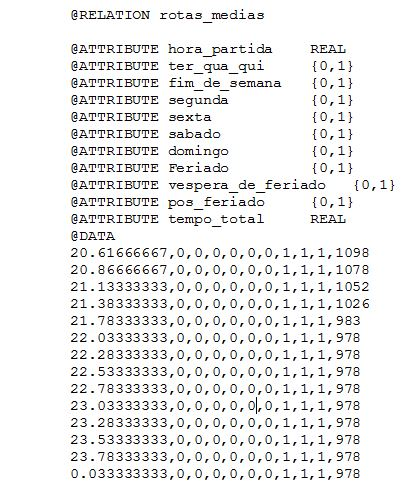 @RELATION rotas_medias
@ATTRIBUTE hora_partida REAL
@ATTRIBUTE ter_qua_qui {0,1}
@ATTRIBUTE fim_de_semana {0,1}
@ATTRIBUTE segunda {0,1}
@ATTRIBUTE sexta {0,1}
@ATTRIBUTE sabado {0,1}
@ATTRIBUTE domingo {0,1}
@ATTRIBUTE Feriado {0,1}
@ATTRIBUTE vespera_de_feriado {0,1}
@ATTRIBUTE pos_feriado {0,1}
@ATTRIBUTE tempo_total REAL
@DATA
20.61666667,0,0,0,0,0,0,1,1,1,1098
20.86666667,0,0,0,0,0,0,1,1,1,1078
21.13333333,0,0,0,0,0,0,1,1,1,1052
21.38333333,0,0,0,0,0,0,1,1,1,1026
21.78333333,0,0,0,0,0,0,1,1,1,983
22.03333333,0,0,0,0,0,0,1,1,1,978
22.28333333,0,0,0,0,0,0,1,1,1,978
22.53333333,0,0,0,0,0,0,1,1,1,978
22.78333333,0,0,0,0,0,0,1,1,1,978
23.03333333,0,0,0,0,0,0,1,1,1,978
23.28333333,0,0,0,0,0,0,1,1,1,978
23.53333333,0,0,0,0,0,0,1,1,1,978
23.78333333,0,0,0,0,0,0,1,1,1,978
0.033333333,0,0,0,0,0,0,1,1,1,978